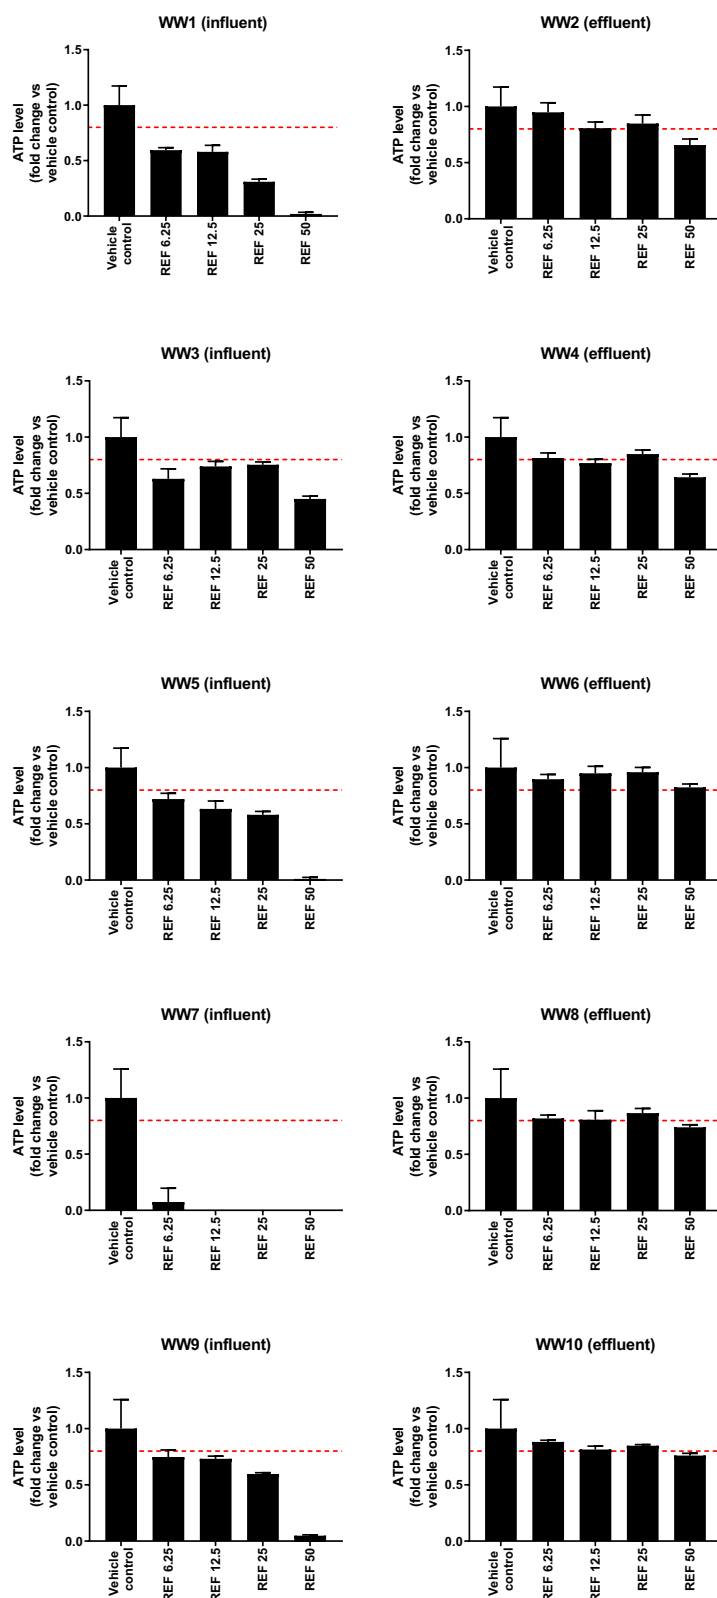 WW1 (influent)
ATP level
(fold change vs
vehicle control)
1.5
1.0
0.5
0.0
Vehicle
control
REF 6.25
REF 12.5
REF 25
REF 50
WW2 (effluent)
ATP level
(fold change vs
vehicle control)
1.5
1.0
0.5
0.0
Vehicle
control
REF 6.25
REF 12.5
REF 25
REF 50
WW3 (influent)
ATP level
(fold change vs
vehicle control)
1.5
1.0
0.5
0.0
Vehicle
control
REF 6.25
REF 12.5
REF 25
REF 50
WW4 (effluent)
ATP level
(fold change vs
vehicle control)
1.5
1.0
0.5
0.0
Vehicle
control
REF 6.25
REF 12.5
REF 25
REF 50
WW5 (influent)
ATP level
(fold change vs
vehicle control)
1.5
1.0
0.5
0.0
Vehicle
control
REF 6.25
REF 12.5
REF 25
REF 50
WW6 (effluent)
ATP level
(fold change vs
vehicle control)
1.5
1.0
0.5
0.0
Vehicle
control
REF 6.25
REF 12.5
REF 25
REF 50
WW7 (influent)
ATP level
(fold change vs
vehicle control)
1.5
1.0
0.5
0.0
Vehicle
control
REF 6.25
REF 12.5
REF 25
REF 50
WW8 (effluent)
ATP level
(fold change vs
vehicle control)
1.5
1.0
0.5
0.0
Vehicle
control
REF 6.25
REF 12.5
REF 25
REF 50
WW9 (influent)
ATP level
(fold change vs
vehicle control)
1.5
1.0
0.5
0.0
Vehicle
control
REF 6.25
REF 12.5
REF 25
REF 50
WW10 (effluent)
ATP level
(fold change vs
vehicle control)
1.5
1.0
0.5
0.0
Vehicle
control
REF 6.25
REF 12.5
REF 25
REF 50